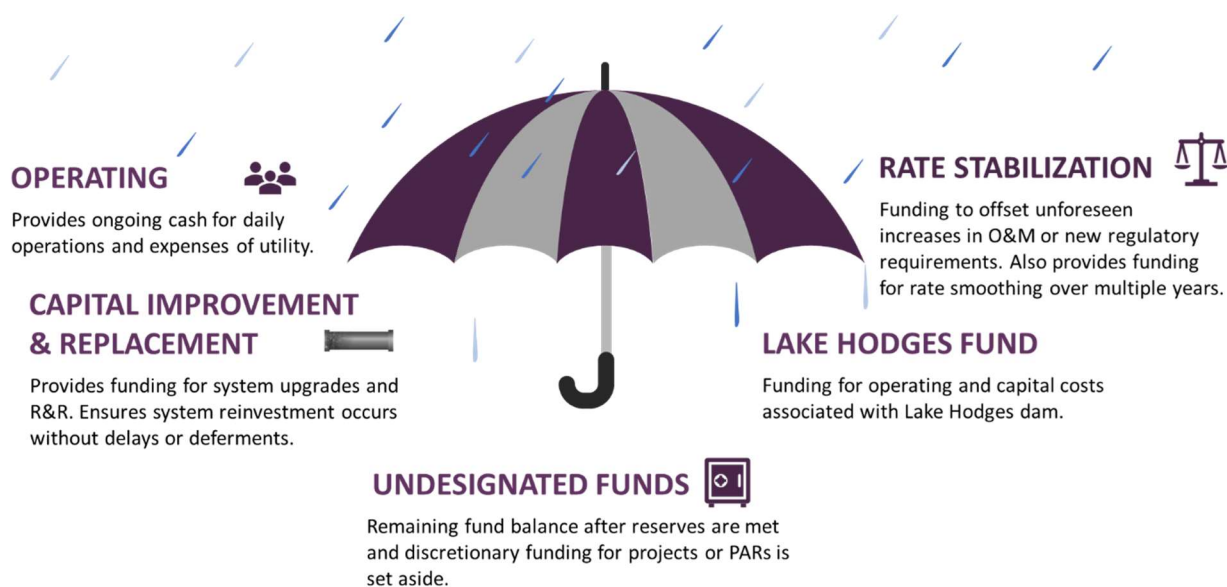 OPERATING
Provides ongoing cash for daily
operations and expenses of utility.
CAPITAL IMPROVEMENT
& REPLACEMENT
Provides funding for system upgrades and
R&R. Ensures system reinvestment occurs
without delays or deferments.
RATE STABILIZATION
Funding to offset unforeseen
increases in O&M or new regulatory
requirements. Also provides funding
for rate smoothing over multiple years.
LAKE HODGES FUND
Funding for operating and capital costs
associated with Lake Hodges dam.
UNDESIGNATED FUNDS
Remaining fund balance after reserves are met
and discretionary funding for projects or PARs is
set aside.